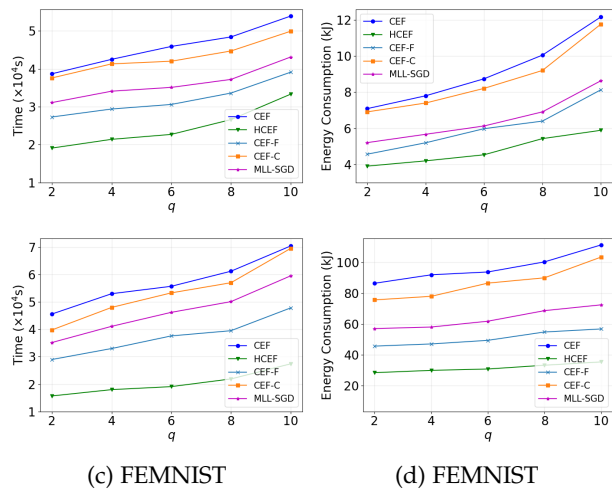 5
4
3
2
1
Time (×10⁴s)
CEF
HCEF
CEF-F
CEF-C
MLL-SGD
2 4 6 8 10
q
12
10
8
6
4
Energy Consumption (kJ)
CEF
HCEF
CEF-F
CEF-C
MLL-SGD
2 4 6 8 10
q
7
6
5
4
3
2
1
Time (×10⁴s)
CEF
HCEF
CEF-F
CEF-C
MLL-SGD
2 4 6 8 10
q
100
80
60
40
20
Energy Consumption (kJ)
CEF
HCEF
CEF-F
CEF-C
MLL-SGD
2 4 6 8 10
q
(c) FEMNIST
(d) FEMNIST